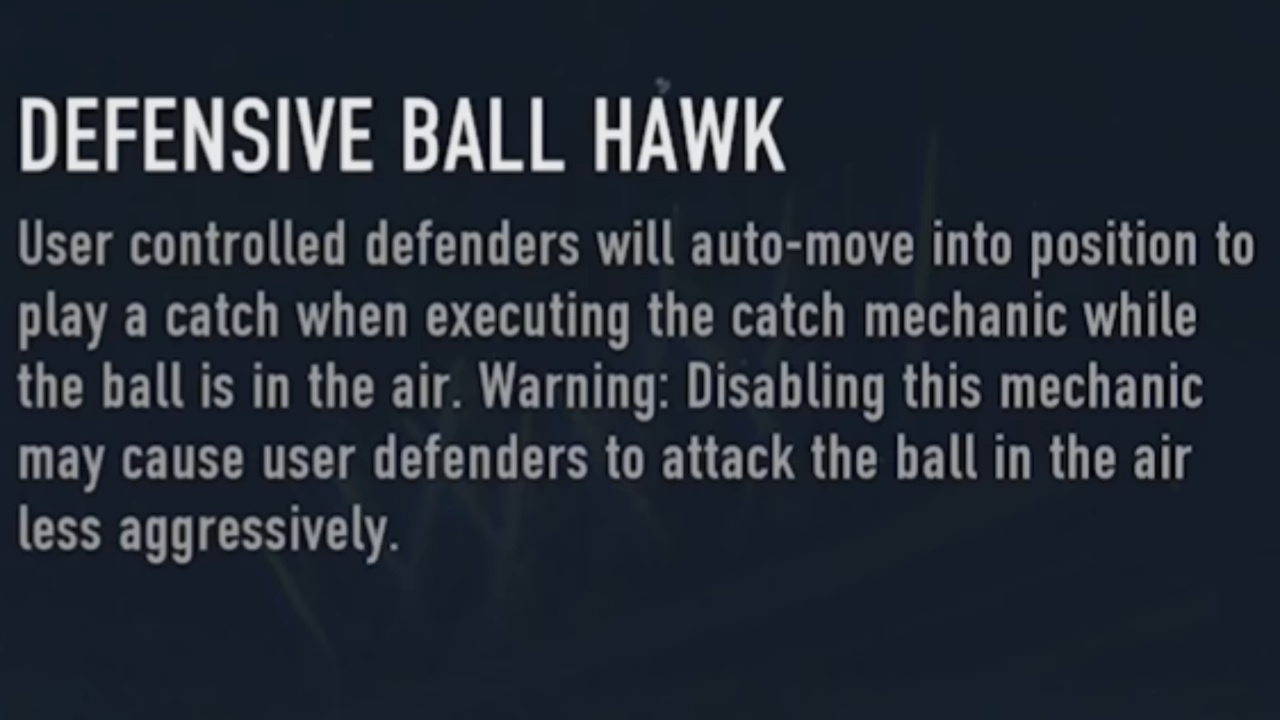 DEFENSIVE BALL HAWK
User controlled defenders will auto-move into position to
play a catch when executing the catch mechanic while
the ball is in the air. Warning: Disabling this mechanic
may cause user defenders to attack the ball in the air
less aggressively.